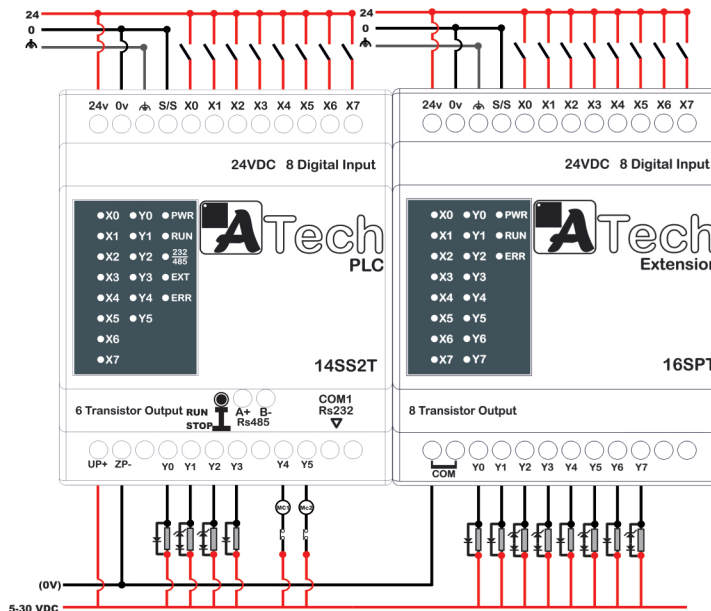 24
0
24
0
24v 0v S/S X0 X1 X2 X3 X4 X5 X6 X7
24v 0v S/S X0 X1 X2 X3 X4 X5 X6 X7
24VDC 8 Digital Input
24VDC 8 Digital Input
X0 Y0 PWR
X1 Y1 RUN
X2 Y2 232 485
X3 Y3 EXT
X4 Y4 ERR
X5 Y5
X6
X7
ATech
PLC
14SS2T
X0 Y0 PWR
X1 Y1 RUN
X2 Y2 ERR
X3 Y3
X4 Y4
X5 Y5
X6 Y6
X7 Y7
ATech
Extension
16SPT
6 Transistor Output
RUN
STOP
A+ B-
Rs485
COM1
Rs232
8 Transistor Output
UP+ ZP- Y0 Y1 Y2 Y3 Y4 Y5
COM Y0 Y1 Y2 Y3 Y4 Y5 Y6 Y7
MC1 Mc2
(0V)
5-30 VDC